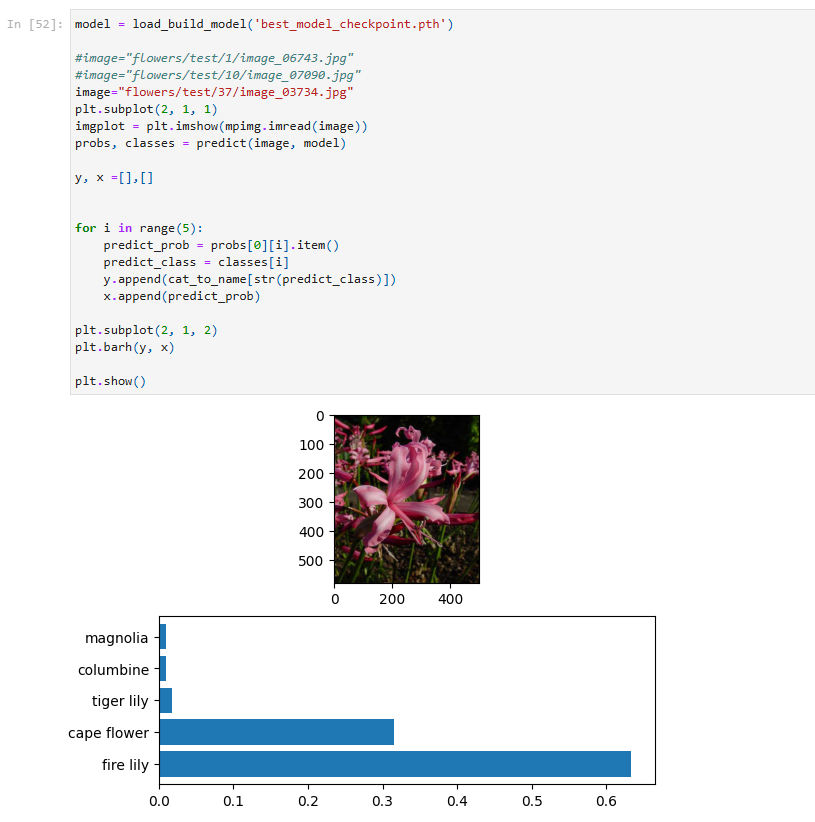 In [52]:
model = load_build_model('best_model_checkpoint.pth')
#image="flowers/test/1/image_06743.jpg"
#image="flowers/test/10/image_07090.jpg"
image="flowers/test/37/image_03734.jpg"
plt.subplot(2, 1, 1)
imgplot = plt.imshow(mpimg.imread(image))
probs, classes = predict(image, model)
y, x =[],[]
for i in range(5):
    predict_prob = probs[0][i].item()
    predict_class = classes[i]
    y.append(cat_to_name[str(predict_class)])
    x.append(predict_prob)
plt.subplot(2, 1, 2)
plt.barh(y, x)
plt.show()
0
100
200
300
400
500
0 200 400
magnolia
columbine
tiger lily
cape flower
fire lily
0.0 0.1 0.2 0.3 0.4 0.5 0.6